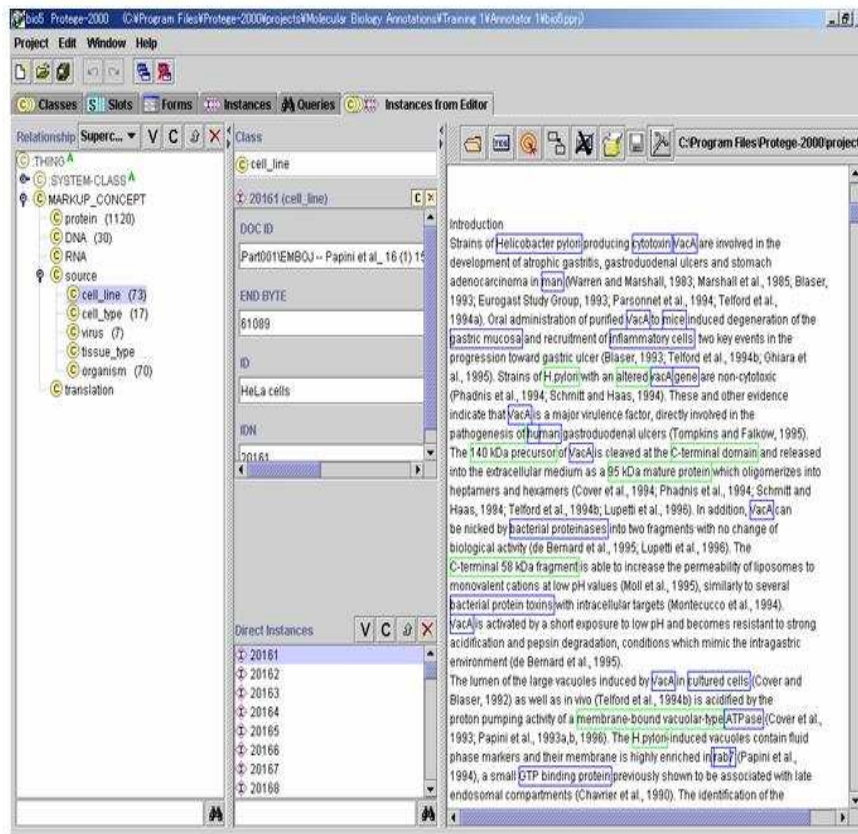 bio5 Protege-2000 (C:¥Program Files¥Protege-2000¥projects¥Molecular Biology Annotations¥Training 1¥Annotator 1¥bio5.pprj)
Project Edit Window Help
C Classes S Slots Forms Instances Queries C Instances from Editor
Relationship Superc... V C
C :THING A
C :SYSTEM-CLASS A
C MARKUP_CONCEPT
C protein (1120)
C DNA (30)
C RNA
C source
C cell_line (73)
C cell_type (17)
C virus (7)
C tissue_type
C organism (70)
C translation
Class
C cell_line
20161 (cell_line) C x
DOC ID
.Part001\EMBOJ -- Papini et al_ 16 (1) 15
END BYTE
61089
ID
HeLa cells
IDN
20161
Direct Instances V C
20161
20162
20163
20164
20165
20166
20167
20168
C:¥Program Files¥Protege-2000¥project
Introduction
Strains of Helicobacter pylori producing cytotoxin VacA are involved in the
development of atrophic gastritis, gastroduodenal ulcers and stomach
adenocarcinoma in man (Warren and Marshall, 1983; Marshall et al., 1985; Blaser,
1993; Eurogast Study Group, 1993; Parsonnet et al., 1994; Telford et al.,
1994a). Oral administration of purified VacA to mice induced degeneration of the
gastric mucosa and recruitment of inflammatory cells two key events in the
progression toward gastric ulcer (Blaser, 1993; Telford et al., 1994b; Ghiara et
al., 1995). Strains of H.pylori with an altered vacA gene are non-cytotoxic
(Phadnis et al., 1994; Schmitt and Haas, 1994). These and other evidence
indicate that VacA is a major virulence factor, directly involved in the
pathogenesis of human gastroduodenal ulcers (Tompkins and Falkow, 1995).
The 140 kDa precursor of VacA is cleaved at the C-terminal domain and released
into the extracellular medium as a 95 kDa mature protein which oligomerizes into
heptamers and hexamers (Cover et al., 1994; Phadnis et al., 1994; Schmitt and
Haas, 1994; Telford et al., 1994b; Lupetti et al., 1996). In addition, VacA can
be nicked by bacterial proteinases into two fragments with no change of
biological activity (de Bernard et al., 1995; Lupetti et al., 1996). The
C-terminal 58 kDa fragment is able to increase the permeability of liposomes to
monovalent cations at low pH values (Moll et al., 1995), similarly to several
bacterial protein toxins with intracellular targets (Montecucco et al., 1994).
VacA is activated by a short exposure to low pH and becomes resistant to strong
acidification and pepsin degradation, conditions which mimic the intragastric
environment (de Bernard et al., 1995).
The lumen of the large vacuoles induced by VacA in cultured cells (Cover and
Blaser, 1992) as well as in vivo (Telford et al., 1994b) is acidified by the
proton pumping activity of a membrane-bound vacuolar-type ATPase (Cover et al.,
1993; Papini et al., 1993a,b, 1996). The H.pylori-induced vacuoles contain fluid
phase markers and their membrane is highly enriched in rab7 (Papini et al.,
1994), a small GTP binding protein previously shown to be associated with late
endosomal compartments (Chavrier et al., 1990). The identification of the